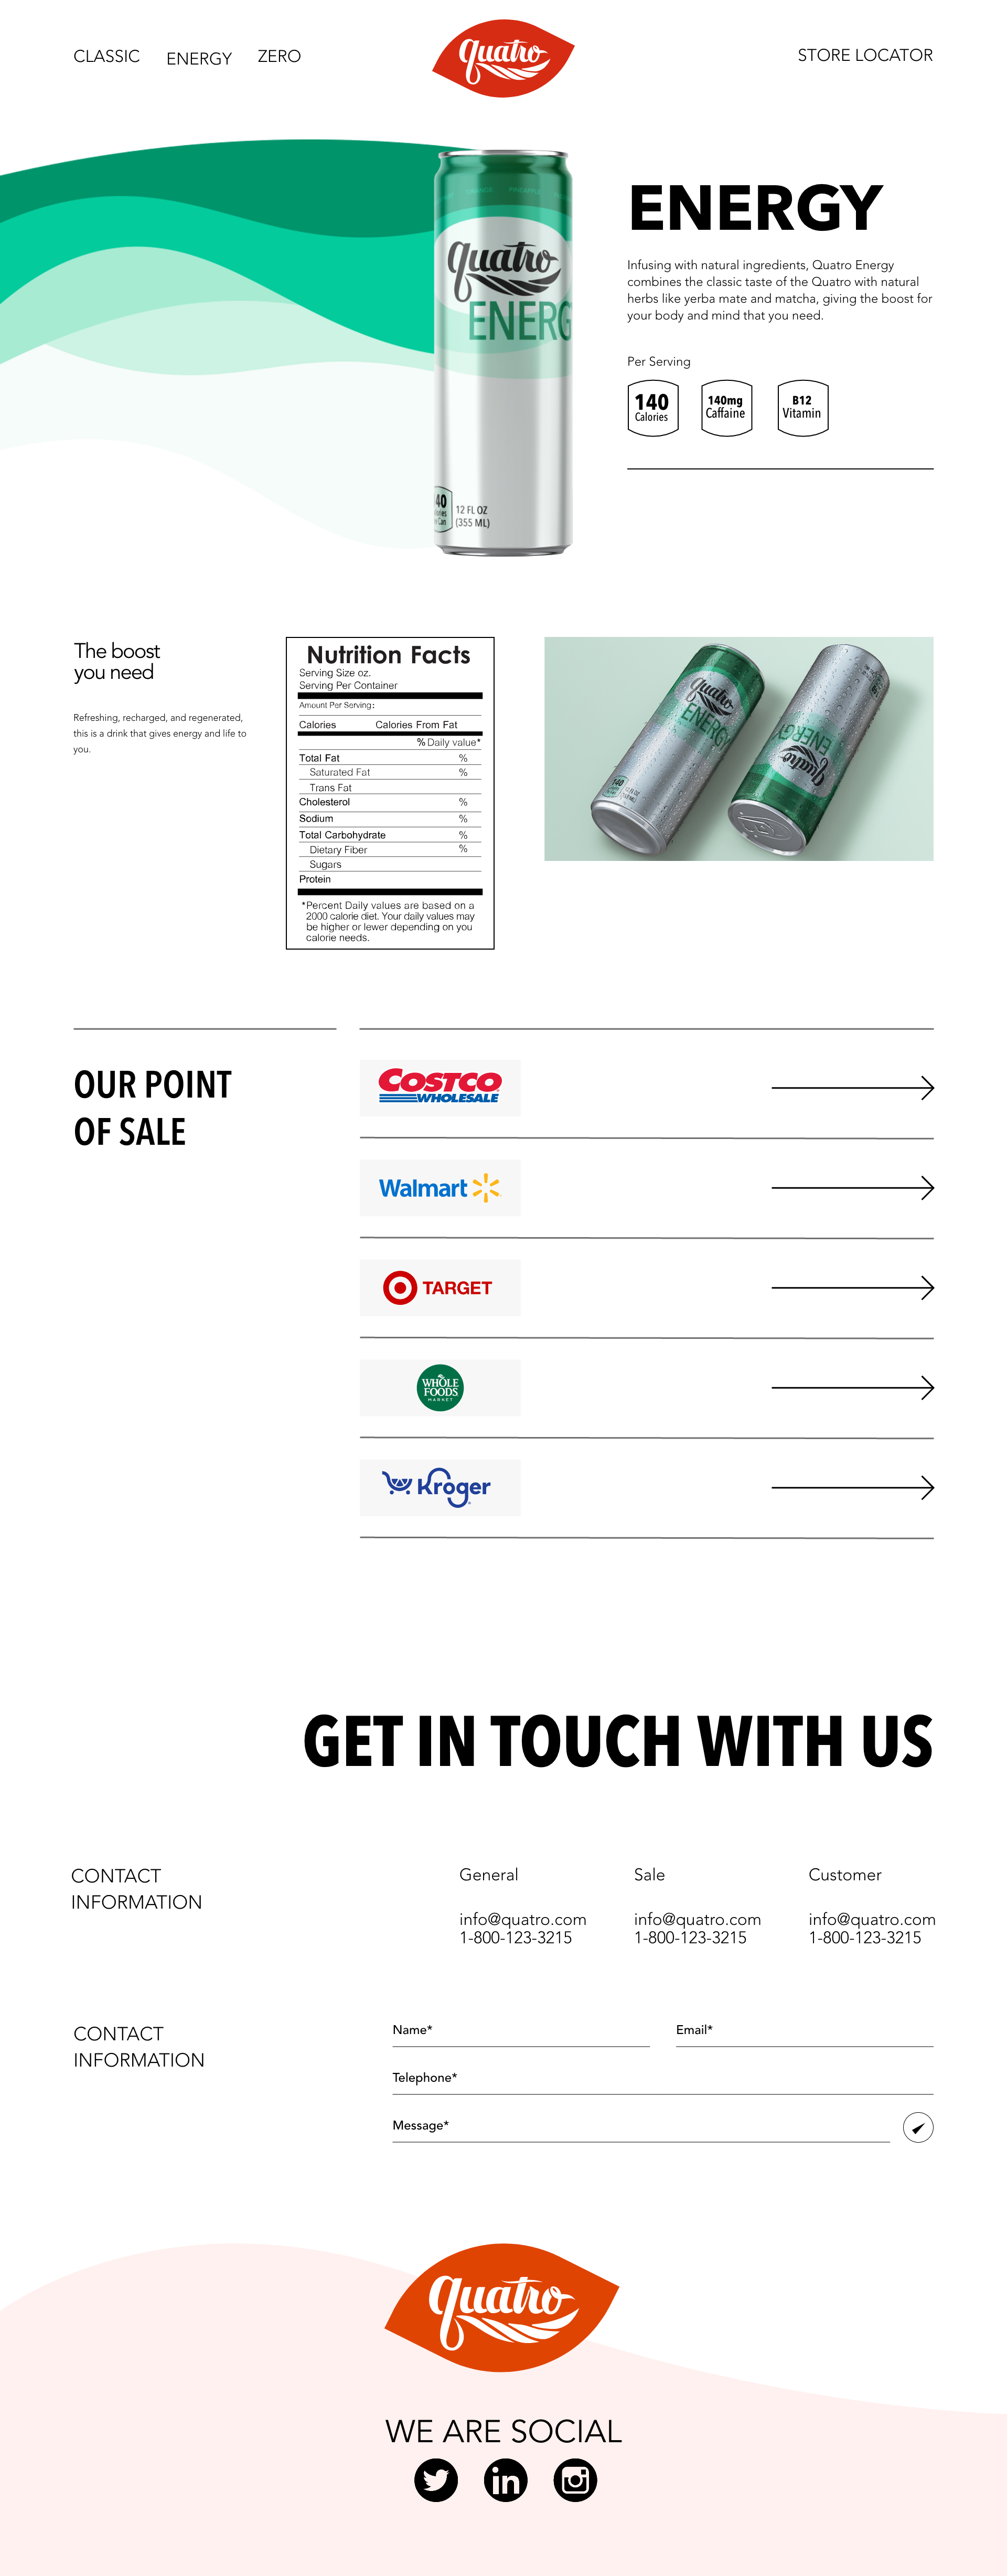 CLASSIC
ENERGY
ZERO
quatro
STORE LOCATOR
ORANGE PINEAPPLE
quatro
ENERG
40
12 FL OZ
(355 ML)
ENERGY
Infusing with natural ingredients, Quatro Energy
combines the classic taste of the Quatro with natural
herbs like yerba mate and matcha, giving the boost for
your body and mind that you need.
Per Serving
140
Calories
140mg
Caffaine
B12
Vitamin
The boost
you need
Refreshing, recharged, and regenerated,
this is a drink that gives energy and life to
you.
Nutrition Facts
Serving Size oz.
Serving Per Container
Amount Per Serving:
Calories Calories From Fat
% Daily value*
Total Fat %
Saturated Fat %
Trans Fat
Cholesterol %
Sodium %
Total Carbohydrate %
Dietary Fiber %
Sugars
Protein
*Percent Daily values are based on a
2000 calorie diet. Your daily values may
be higher or lewer depending on you
calorie needs.
quatro
ENERGY
140
quatro
ENERGY
OUR POINT
OF SALE
COSTCO
WHOLESALE
Walmart
TARGET
WHOLE
FOODS
MARKET
Kroger
GET IN TOUCH WITH US
CONTACT
INFORMATION
General
info@quatro.com
1-800-123-3215
Sale
info@quatro.com
1-800-123-3215
Customer
info@quatro.com
1-800-123-3215
CONTACT
INFORMATION
Name*
Email*
Telephone*
Message*
quatro
WE ARE SOCIAL
in